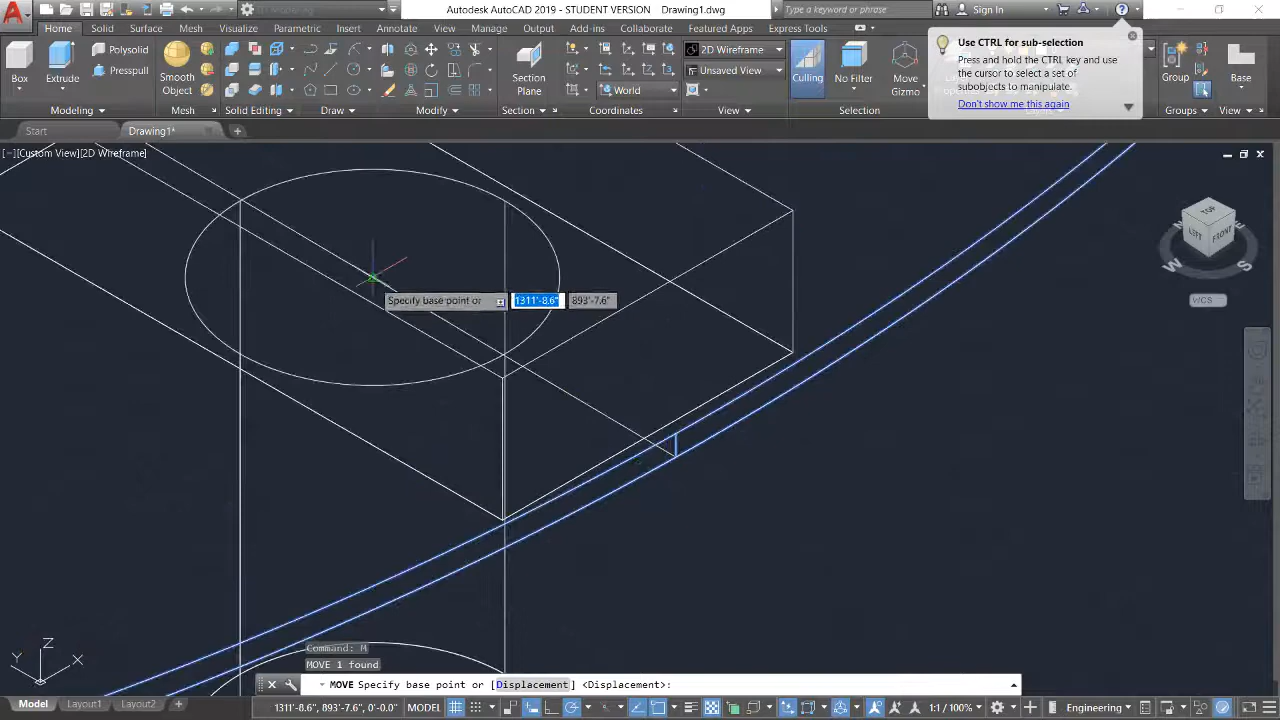 Autodesk AutoCAD 2019 - STUDENT VERSION Drawing1.dwg
Type a keyword or phrase
Sign In
Home Solid Surface Mesh Visualize Parametric Insert Annotate View Manage Output Add-ins Collaborate Express Tools
Box
Extrude
Polysolid
Presspull
Smooth
Object
Section
Plane
World
2D Wireframe
Unsaved View
Culling
No Filter
Move
Gizmo
Group
Base
Modeling
Mesh
Solid Editing
Draw
Modify
Section
Coordinates
View
Selection
Groups
View
Use CTRL for sub-selection
Press and hold the CTRL key and use
the cursor to select a set of
subobjects to manipulate.
Don't show me this again
Start
Drawing1*
[−][Custom View][2D Wireframe]
TOP
LEFT
FRONT
W
S
WCS
Specify base point or 1311'-8.6" 893'-7.6"
Z
Y
X
Command: M
MOVE 1 found
MOVE Specify base point or [Displacement] <Displacement>:
Model Layout1 Layout2
1311'-8.6", 893'-7.6", 0'-0.0" MODEL
1:1 / 100%
Engineering